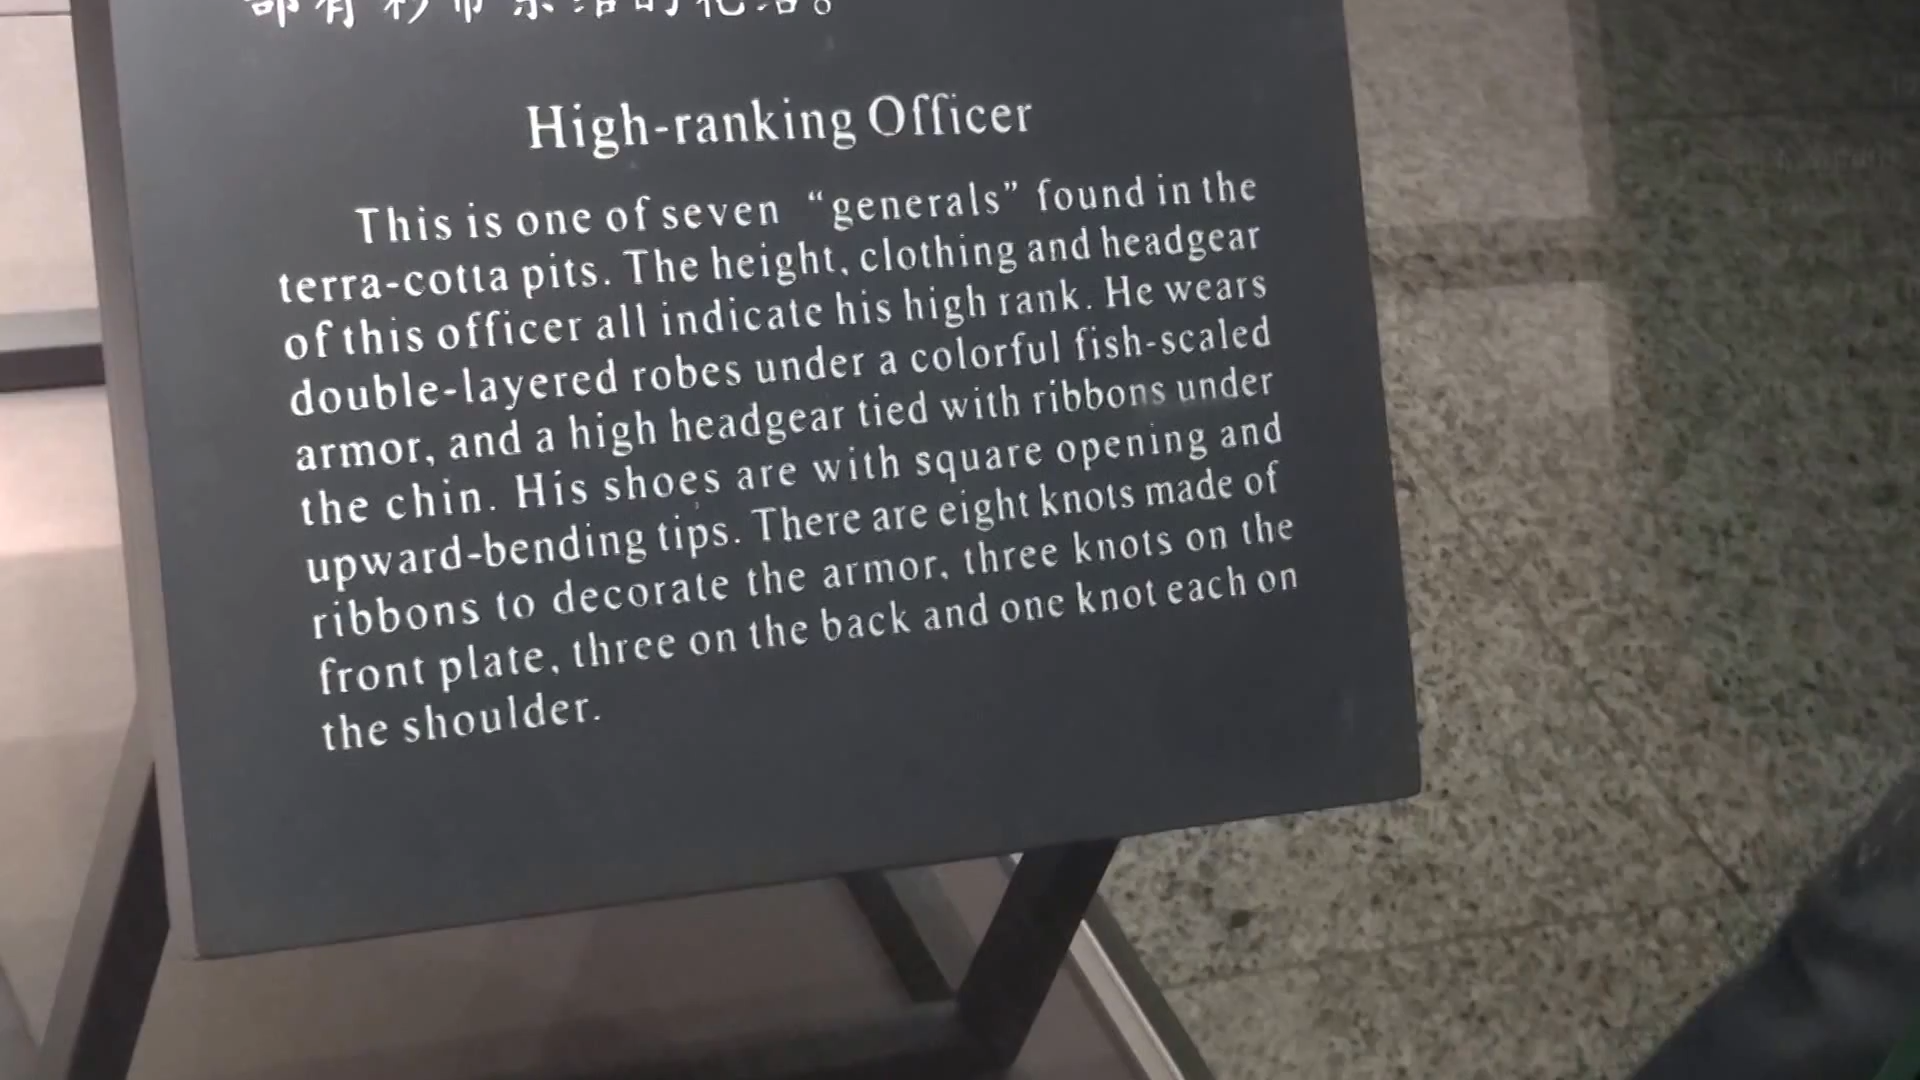 High-ranking Officer
This is one of seven “generals” found in the
terra-cotta pits. The height, clothing and headgear
of this officer all indicate his high rank. He wears
double-layered robes under a colorful fish-scaled
armor, and a high headgear tied with ribbons under
the chin. His shoes are with square opening and
upward-bending tips. There are eight knots made of
ribbons to decorate the armor, three knots on the
front plate, three on the back and one knot each on
the shoulder.